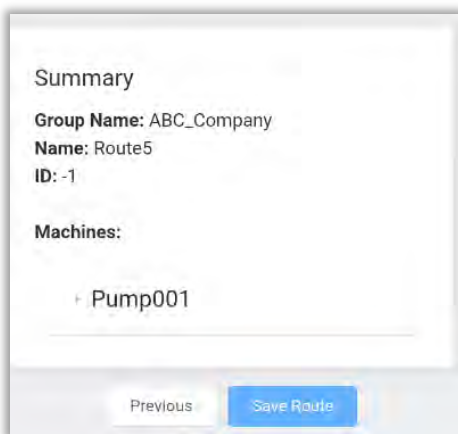 Summary
Group Name: ABC_Company
Name: Route5
ID: -1
Machines:
Pump001
Previous Save Route